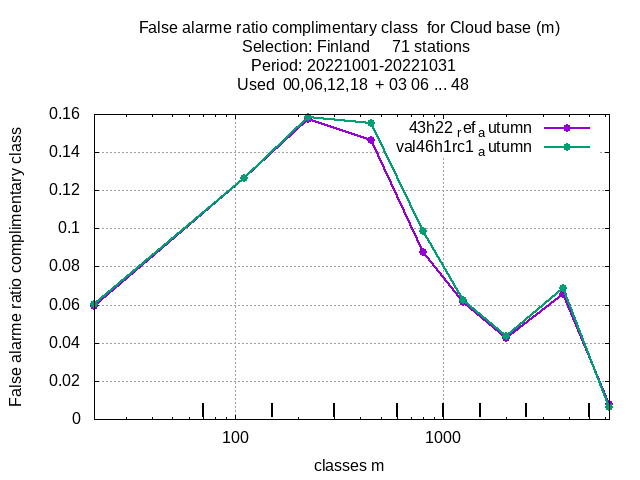 False alarme ratio complimentary class  for Cloud base (m)
Selection: Finland     71 stations
Period: 20221001-20221031
Used  00,06,12,18  + 03 06 ... 48
False alarme ratio complimentary class
0.16
0.14
0.12
0.1
0.08
0.06
0.04
0.02
0
43h22 ref autumn
val46h1rc1 autumn
100
1000
classes m